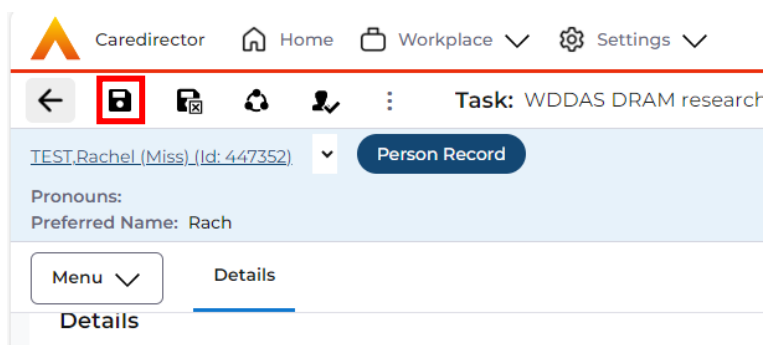 Caredirector Home Workplace Settings
Task: WDDAS DRAM research
TEST,Rachel (Miss) (Id: 447352) Person Record
Pronouns:
Preferred Name: Rach
Menu Details
Details